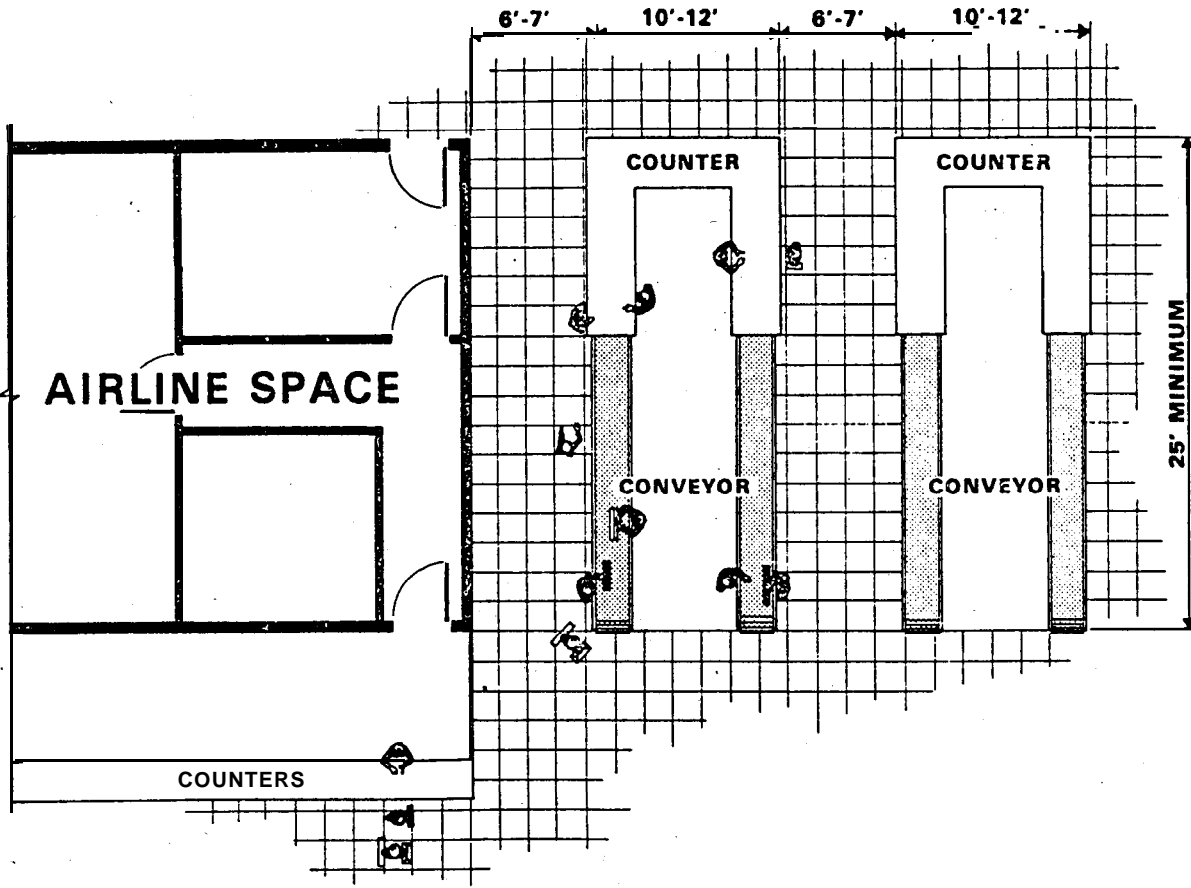 6'-7' 10'-12' 6'-7' 10'-12'
COUNTER COUNTER
25' MINIMUM
AIRLINE SPACE
CONVEYOR CONVEYOR
COUNTERS